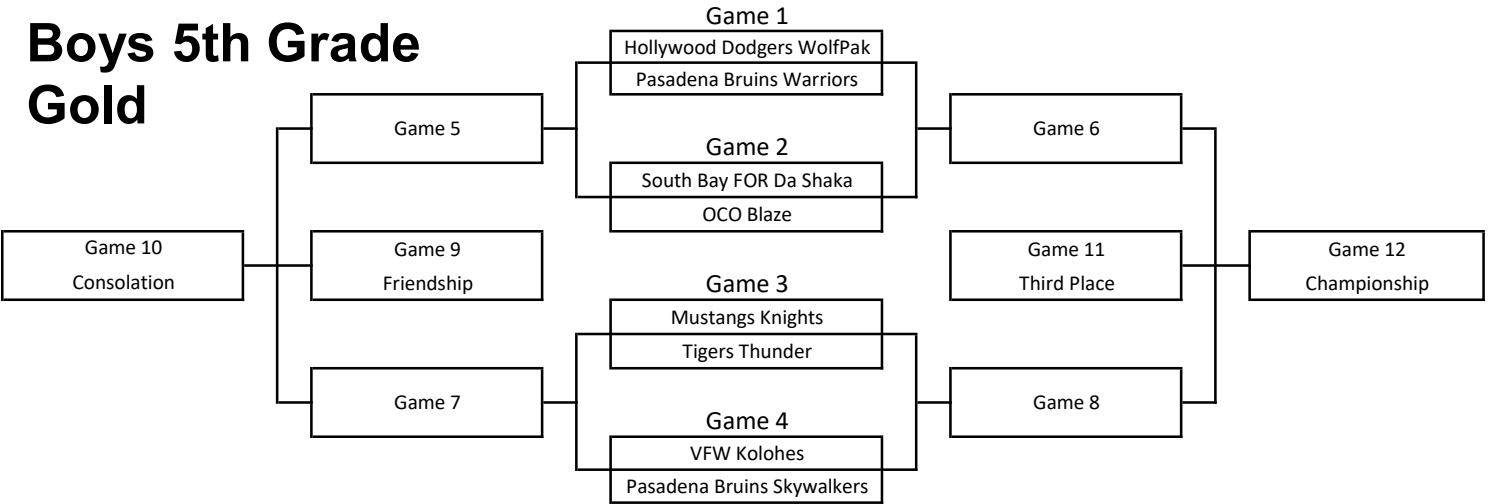 Boys 5th Grade
Gold
Game 1
Hollywood Dodgers WolfPak
Pasadena Bruins Warriors
Game 5
Game 6
Game 2
South Bay FOR Da Shaka
OCO Blaze
Game 10
Consolation
Game 9
Friendship
Game 11
Third Place
Game 12
Championship
Game 3
Mustangs Knights
Tigers Thunder
Game 7
Game 8
Game 4
VFW Kolohes
Pasadena Bruins Skywalkers